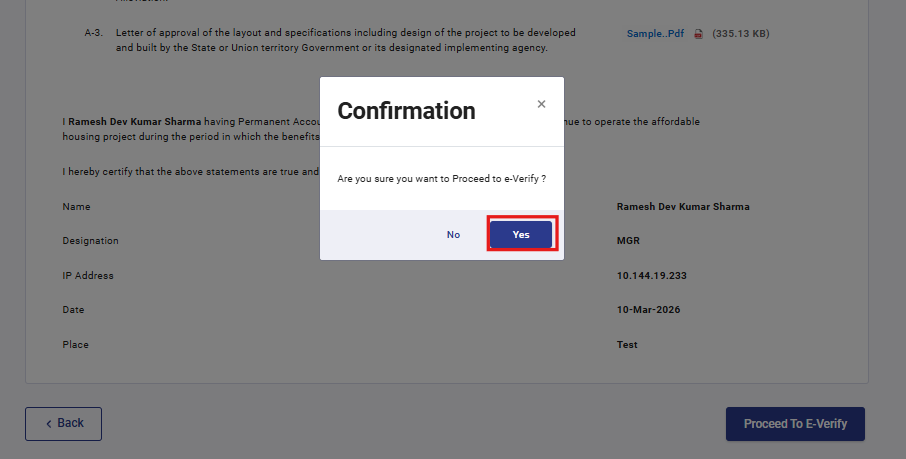 A-3. Letter of approval of the layout and specifications including design of the project to be developed Sample..Pdf (335.13 KB)
and built by the State or Union territory Government or its designated implementing agency.
Confirmation ×
I Ramesh Dev Kumar Sharma having Permanent nue to operate the affordable
housing project during the period in which the benefits
I hereby certify that the above statements are true and
Are you sure you want to Proceed to e-Verify ?
Name Ramesh Dev Kumar Sharma
No Yes
Designation MGR
IP Address 10.144.19.233
Date 10-Mar-2026
Place Test
Back Proceed To E-Verify